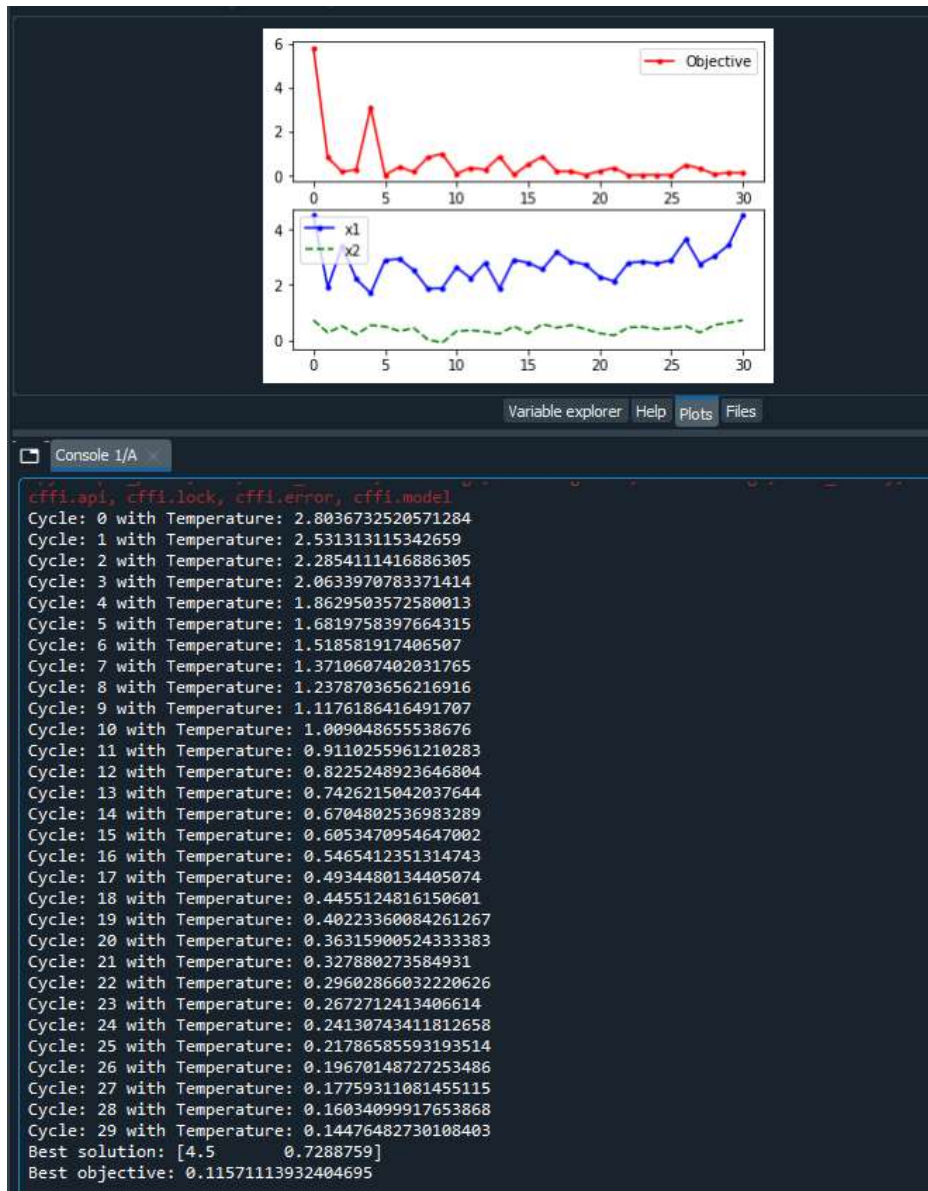 6
Objective
4
2
0
0 5 10 15 20 25 30
4
x1
x2
2
0
0 5 10 15 20 25 30
Variable explorer Help Plots Files
Console 1/A
cffi.api, cffi.lock, cffi.error, cffi.model
Cycle: 0 with Temperature: 2.8036732520571284
Cycle: 1 with Temperature: 2.531313115342659
Cycle: 2 with Temperature: 2.2854111416886305
Cycle: 3 with Temperature: 2.0633970783371414
Cycle: 4 with Temperature: 1.8629503572580013
Cycle: 5 with Temperature: 1.6819758397664315
Cycle: 6 with Temperature: 1.518581917406507
Cycle: 7 with Temperature: 1.3710607402031765
Cycle: 8 with Temperature: 1.2378703656216916
Cycle: 9 with Temperature: 1.1176186416491707
Cycle: 10 with Temperature: 1.009048655538676
Cycle: 11 with Temperature: 0.9110255961210283
Cycle: 12 with Temperature: 0.8225248923646804
Cycle: 13 with Temperature: 0.7426215042037644
Cycle: 14 with Temperature: 0.6704802536983289
Cycle: 15 with Temperature: 0.6053470954647002
Cycle: 16 with Temperature: 0.5465412351314743
Cycle: 17 with Temperature: 0.4934480134405074
Cycle: 18 with Temperature: 0.4455124816150601
Cycle: 19 with Temperature: 0.40223360084261267
Cycle: 20 with Temperature: 0.36315900524333383
Cycle: 21 with Temperature: 0.327880273584931
Cycle: 22 with Temperature: 0.29602866032220626
Cycle: 23 with Temperature: 0.2672712413406614
Cycle: 24 with Temperature: 0.24130743411812658
Cycle: 25 with Temperature: 0.21786585593193514
Cycle: 26 with Temperature: 0.19670148727253486
Cycle: 27 with Temperature: 0.17759311081455115
Cycle: 28 with Temperature: 0.16034099917653868
Cycle: 29 with Temperature: 0.14476482730108403
Best solution: [4.5 0.7288759]
Best objective: 0.11571113932404695